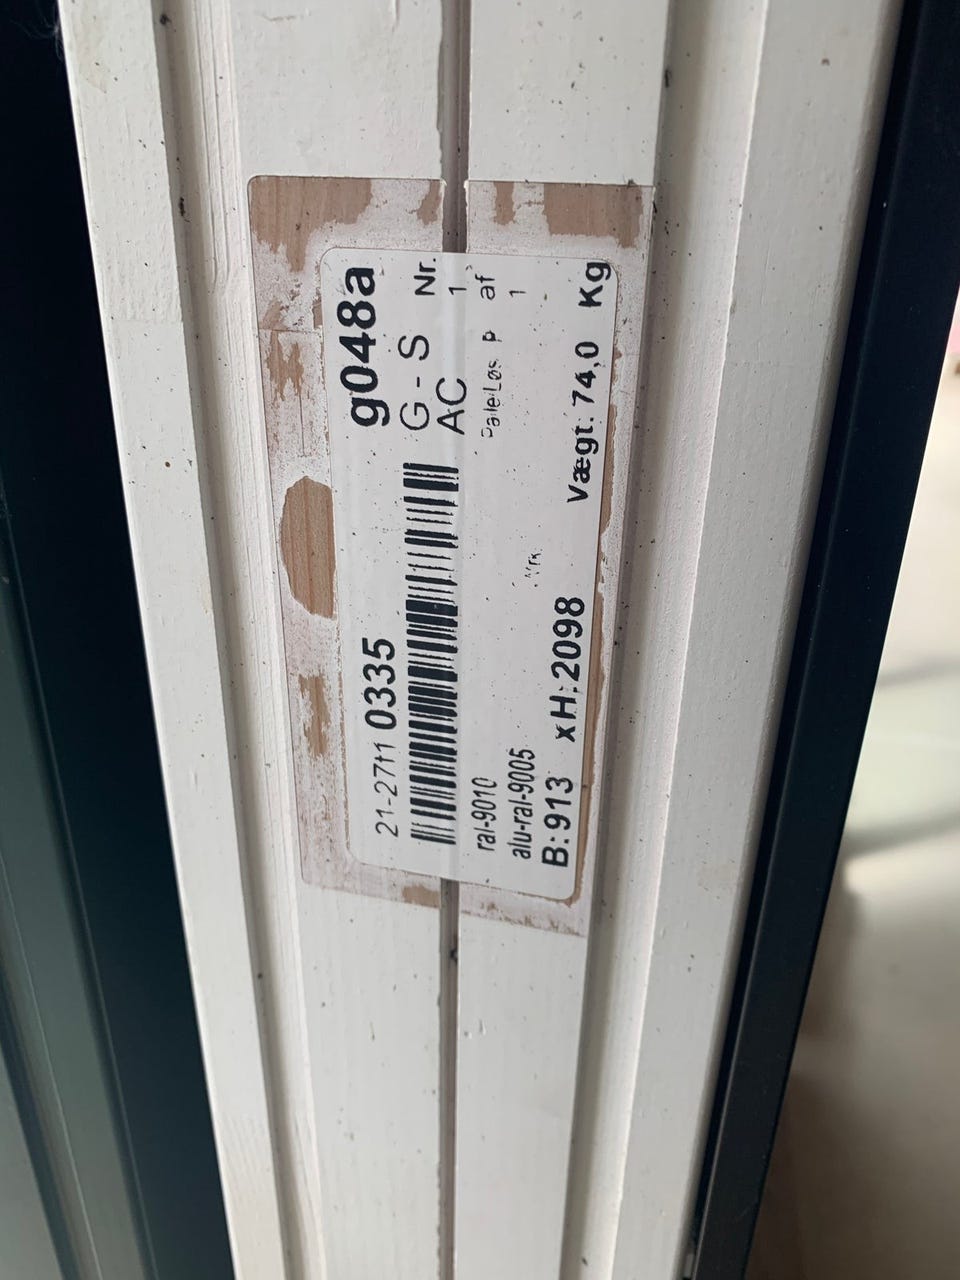 g048a
21-27t1 0335
G - S Nr.
AC 1
ral-9010 af
alu-ral-9005 1
B:913 xH:2098 Vægt: 74,0 Kg